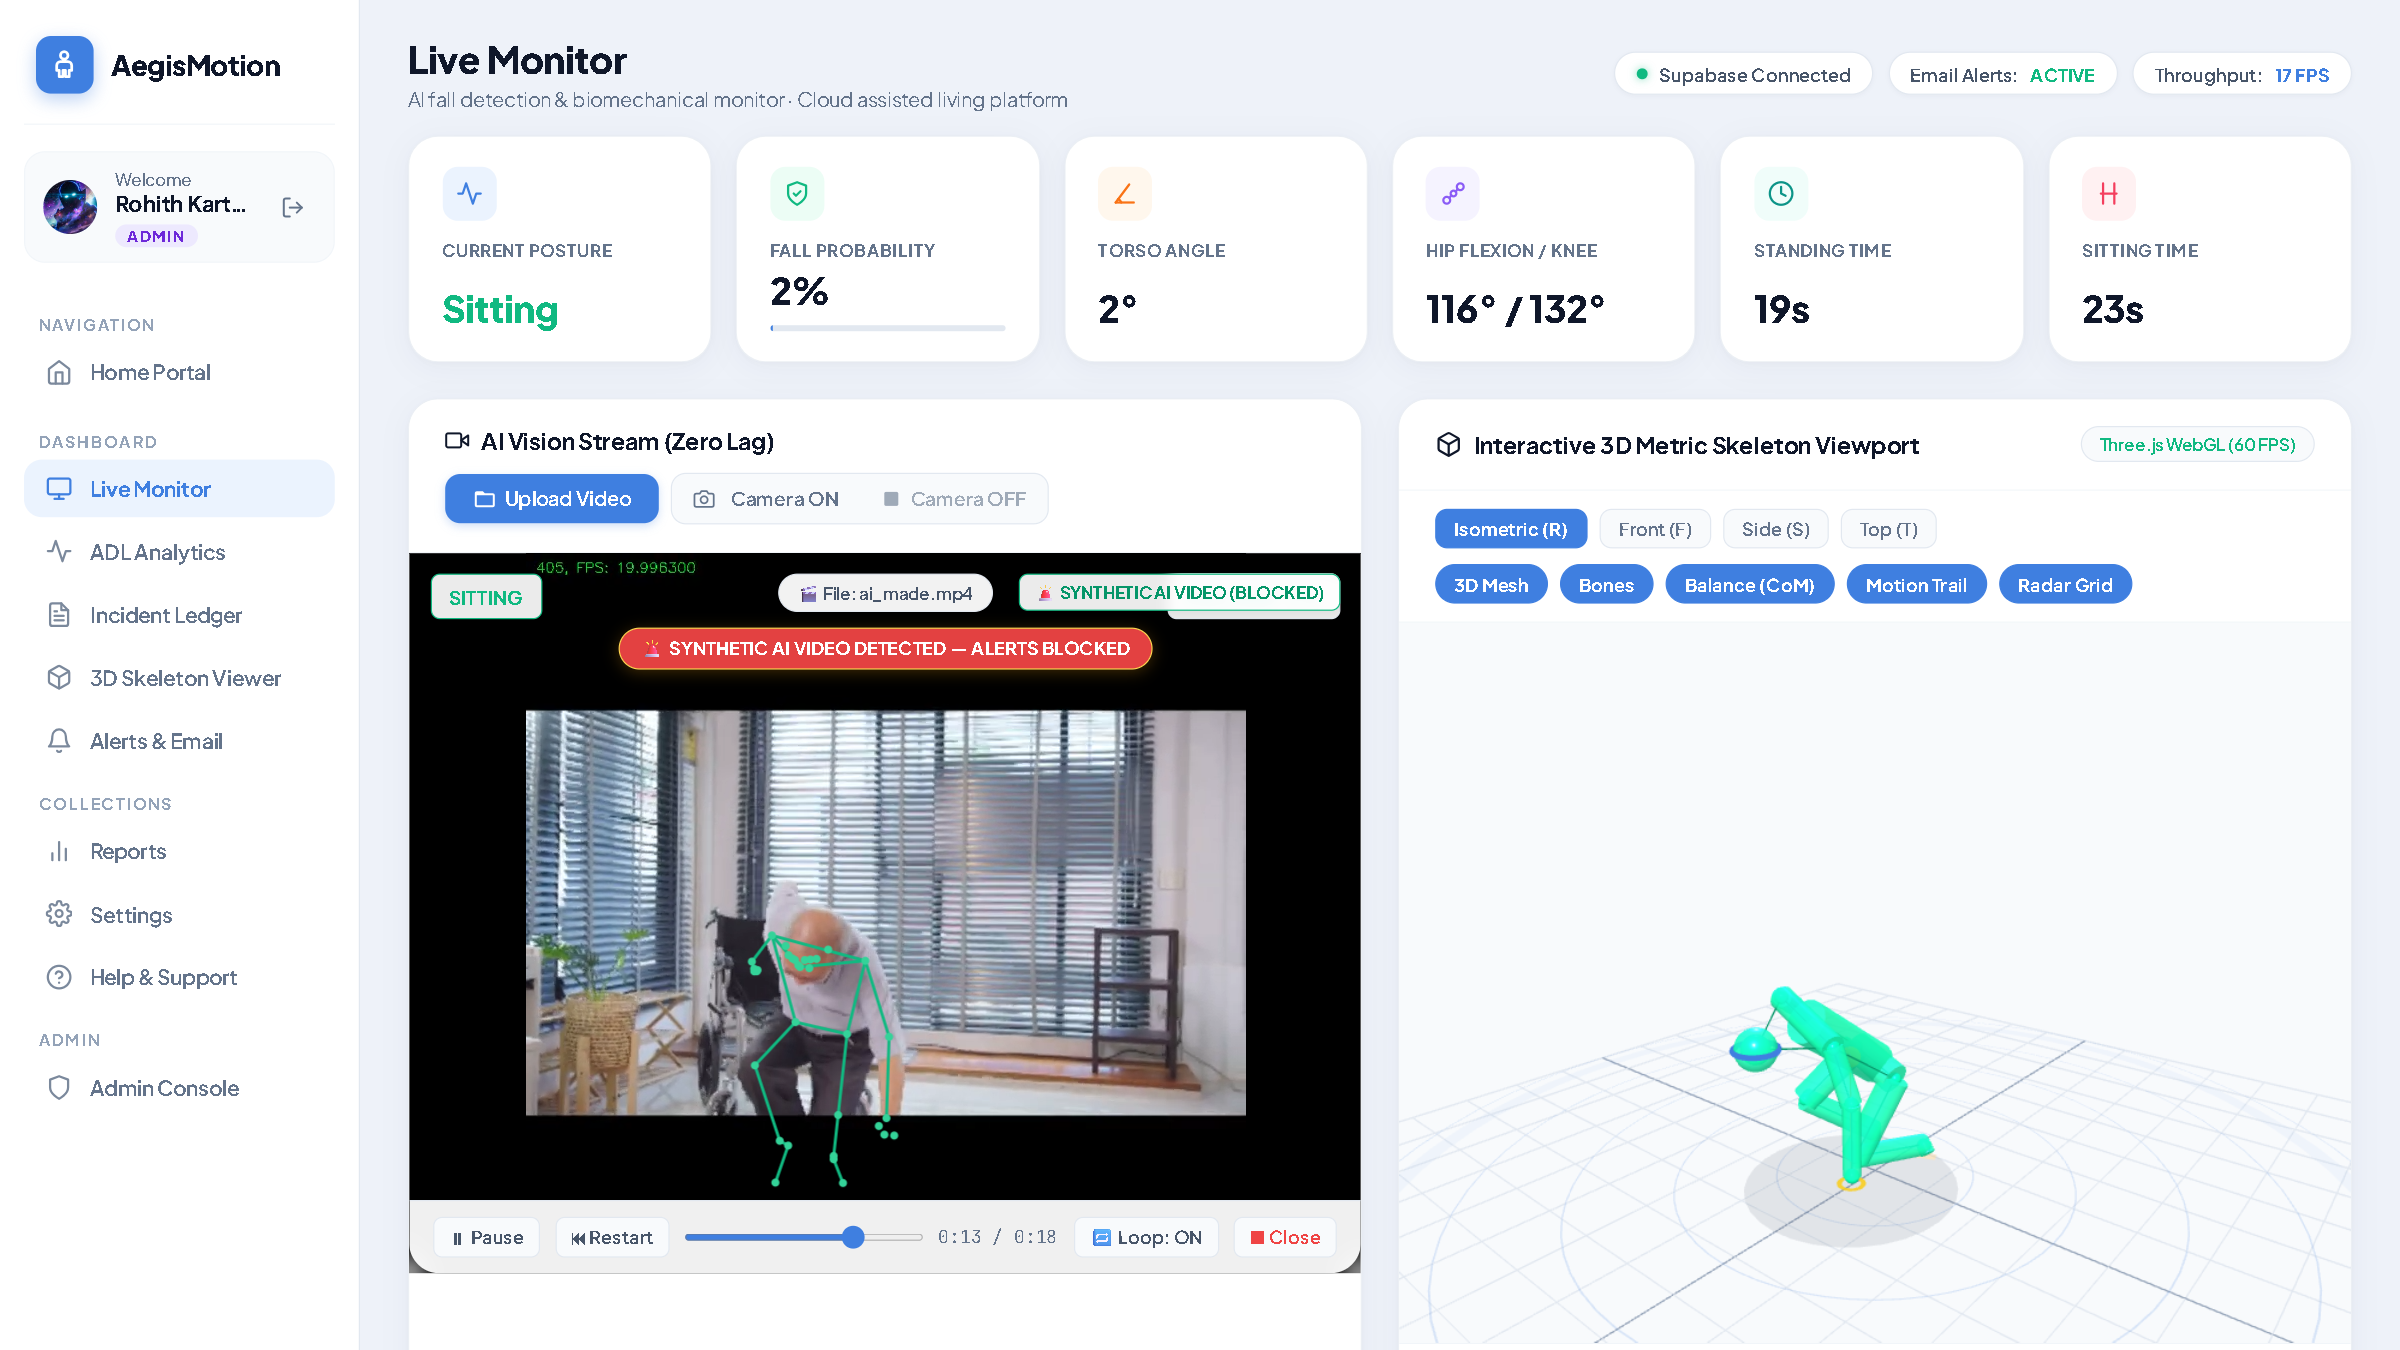 AegisMotion
Welcome
Rohith Kart...
ADMIN
NAVIGATION
Home Portal
DASHBOARD
Live Monitor
ADL Analytics
Incident Ledger
3D Skeleton Viewer
Alerts & Email
COLLECTIONS
Reports
Settings
Help & Support
ADMIN
Admin Console
Live Monitor
AI fall detection & biomechanical monitor · Cloud assisted living platform
Supabase Connected
Email Alerts: ACTIVE
Throughput: 17 FPS
CURRENT POSTURE
Sitting
FALL PROBABILITY
2%
TORSO ANGLE
2°
HIP FLEXION / KNEE
116° / 132°
STANDING TIME
19s
SITTING TIME
23s
AI Vision Stream (Zero Lag)
Upload Video
Camera ON
Camera OFF
405, FPS: 19.996300
SITTING
File: ai_made.mp4
SYNTHETIC AI VIDEO (BLOCKED)
SYNTHETIC AI VIDEO DETECTED — ALERTS BLOCKED
Pause
Restart
0:13 / 0:18
Loop: ON
Close
Interactive 3D Metric Skeleton Viewport
Three.js WebGL (60 FPS)
Isometric (R)
Front (F)
Side (S)
Top (T)
3D Mesh
Bones
Balance (CoM)
Motion Trail
Radar Grid